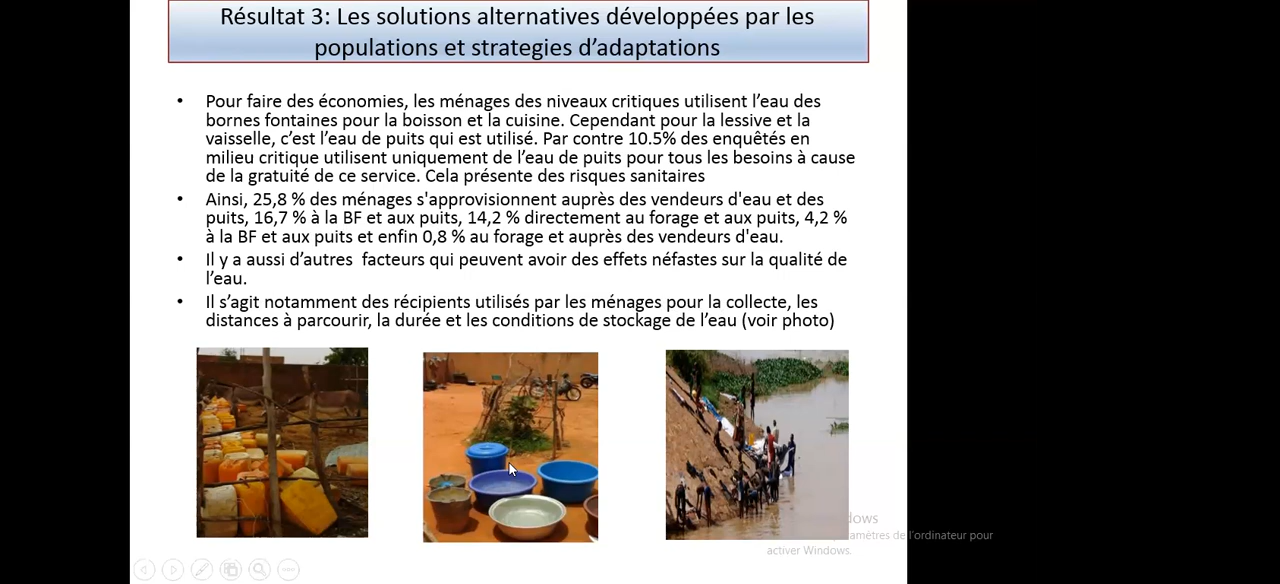 Résultat 3: Les solutions alternatives développées par les
populations et strategies d’adaptations
• Pour faire des économies, les ménages des niveaux critiques utilisent l’eau des
bornes fontaines pour la boisson et la cuisine. Cependant pour la lessive et la
vaisselle, c’est l’eau de puits qui est utilisé. Par contre 10.5% des enquêtés en
milieu critique utilisent uniquement de l’eau de puits pour tous les besoins à cause
de la gratuité de ce service. Cela présente des risques sanitaires
• Ainsi, 25,8 % des ménages s'approvisionnent auprès des vendeurs d'eau et des
puits, 16,7 % à la BF et aux puits, 14,2 % directement au forage et aux puits, 4,2 %
à la BF et aux puits et enfin 0,8 % au forage et auprès des vendeurs d'eau.
• Il y a aussi d’autres facteurs qui peuvent avoir des effets néfastes sur la qualité de
l’eau.
• Il s’agit notamment des récipients utilisés par les ménages pour la collecte, les
distances à parcourir, la durée et les conditions de stockage de l’eau (voir photo)
l’ordinateur pour
activer Windows.